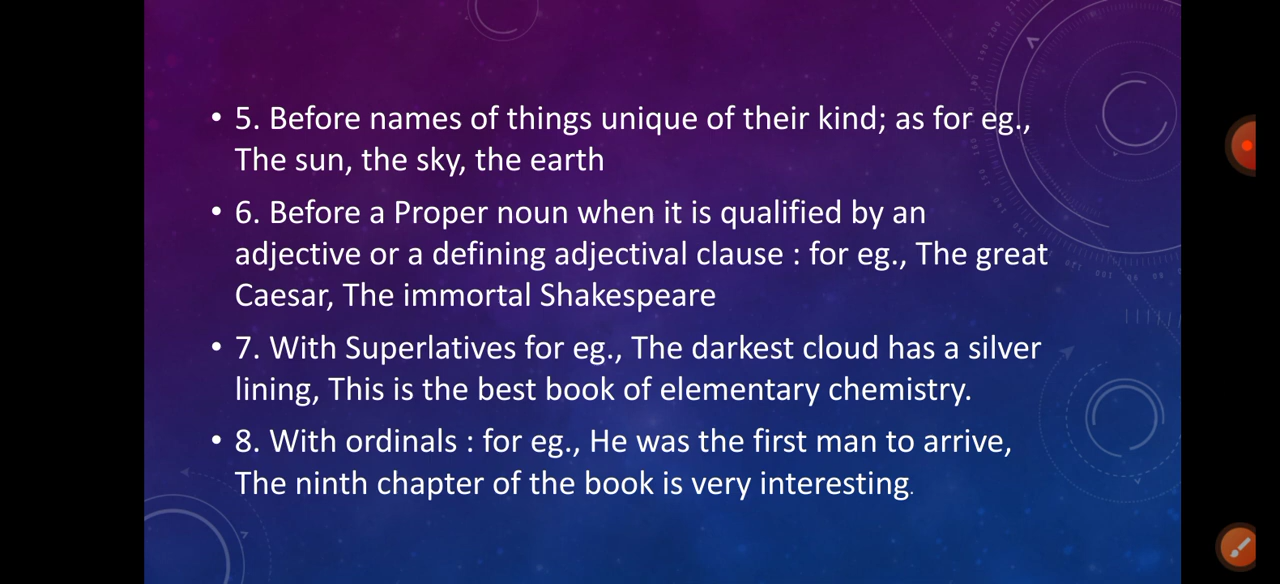 • 5. Before names of things unique of their kind; as for eg.,
The sun, the sky, the earth
• 6. Before a Proper noun when it is qualified by an
adjective or a defining adjectival clause : for eg., The great
Caesar, The immortal Shakespeare
• 7. With Superlatives for eg., The darkest cloud has a silver
lining, This is the best book of elementary chemistry.
• 8. With ordinals : for eg., He was the first man to arrive,
The ninth chapter of the book is very interesting.